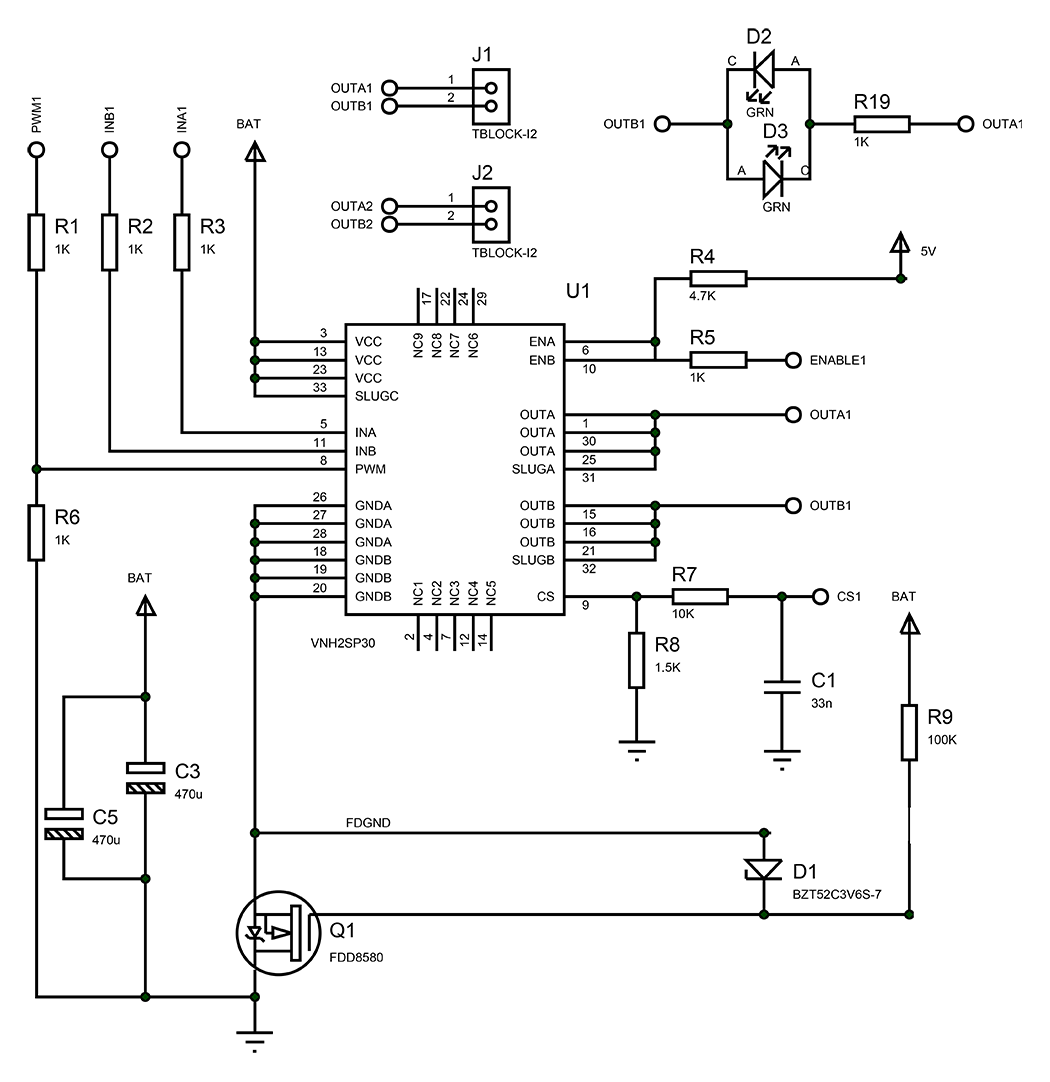 D2
C
A
GRN
D3
A
C
GRN
OUTB1
R19
1K
OUTA1
J1
OUTA1
1
OUTB1
2
TBLOCK-I2
J2
OUTA2
1
OUTB2
2
TBLOCK-I2
PWM1
INB1
INA1
BAT
R1
1K
R2
1K
R3
1K
R4
4.7K
5V
R5
1K
ENABLE1
U1
17
22
24
29
NC9
NC8
NC7
NC6
3
VCC
13
VCC
23
VCC
33
SLUGC
5
INA
11
INB
8
PWM
26
GNDA
27
GNDA
28
GNDA
18
GNDB
19
GNDB
20
GNDB
ENA
6
ENB
10
OUTA
1
OUTA
30
OUTA
25
SLUGA
31
OUTA1
OUTB
15
OUTB
16
OUTB
21
SLUGB
32
OUTB1
CS
9
NC1
NC2
NC3
NC4
NC5
2
4
7
12
14
VNH2SP30
R6
1K
R7
10K
CS1
R8
1.5K
C1
33n
BAT
R9
100K
BAT
C3
470u
C5
470u
FDGND
D1
BZT52C3V6S-7
Q1
FDD8580